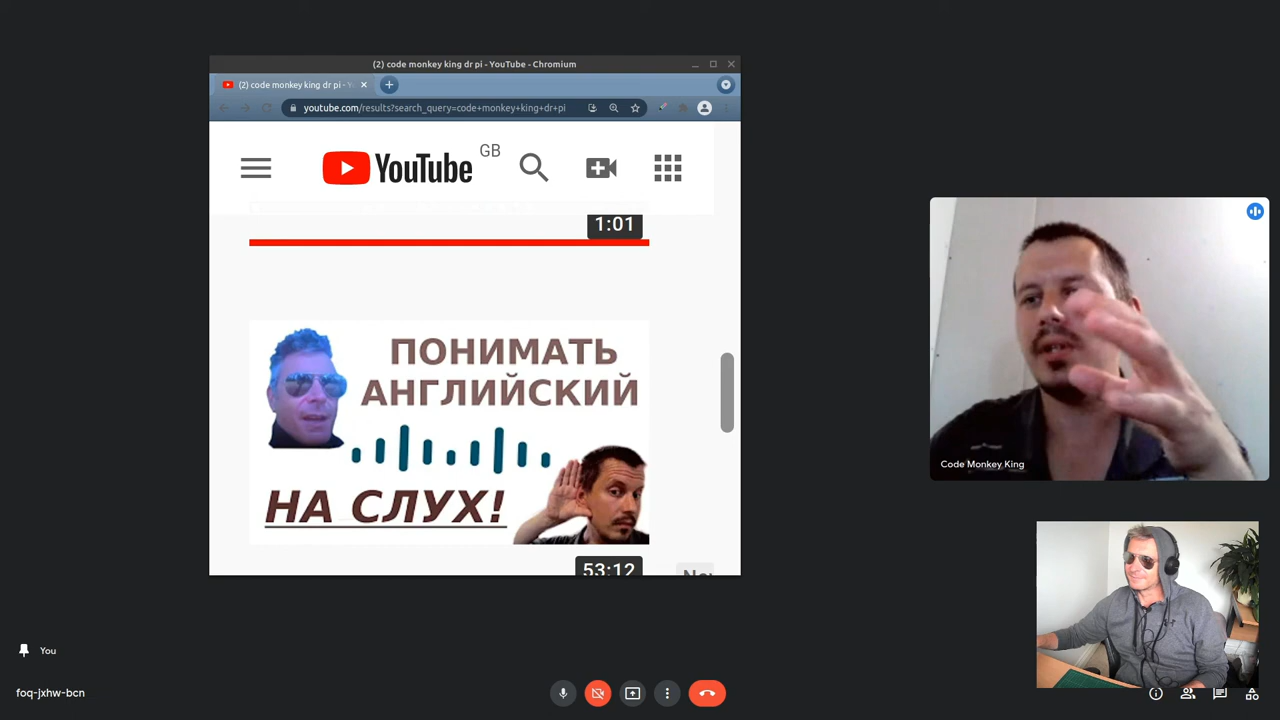 (2) code monkey king dr pi - YouTube - Chromium
(2) code monkey king dr pi - Y
youtube.com/results?search_query=code+monkey+king+dr+pi
YouTube GB
1:01
ПОНИМАТЬ
АНГЛИЙСКИЙ
НА СЛУХ!
53:12
Code Monkey King
You
foq-jxhw-bcn